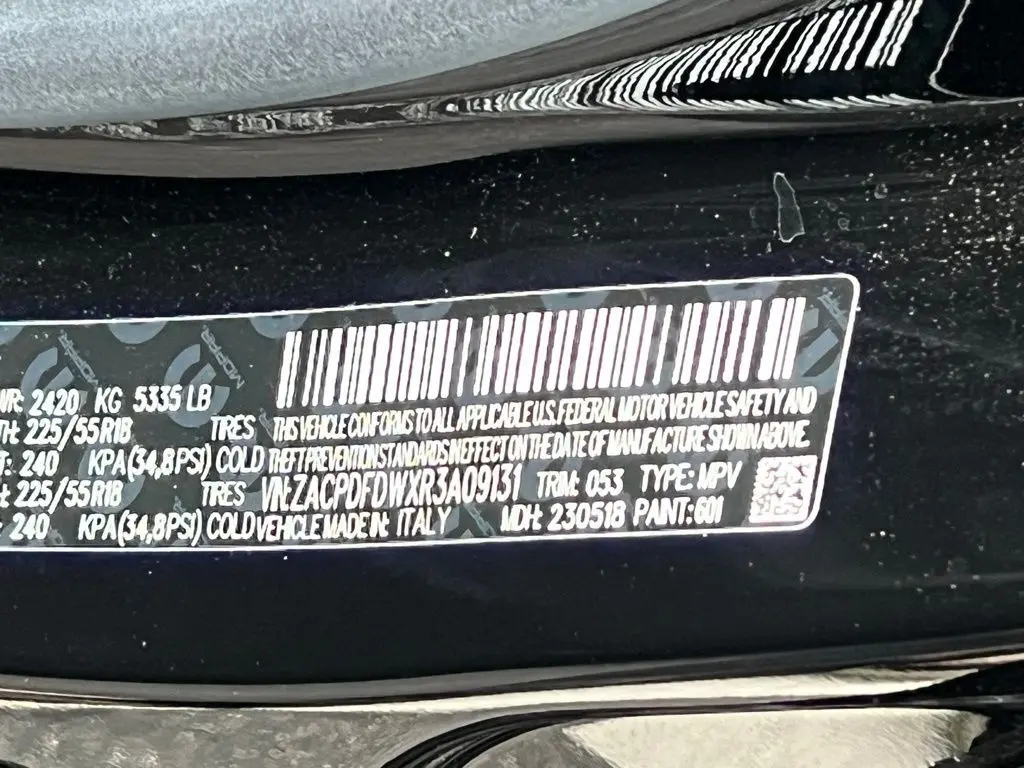 THIS VEHICLE CONFORMS TO ALL APPLICABLE U.S. FEDERAL MOTOR VEHICLE SAFETY AND
THEFT PREVENTION STANDARDS IN EFFECT ON THE DATE OF MANUFACTURE SHOWN ABOVE.
WR: 2420 KG 5335 LB
TH: 225/55R18 TIRES
T: 240 KPA(34,8PSI) COLD
225/55R18 TIRES VIN:ZACPDFDWXR3A09131 TRIM: 053 TYPE: MPV
: 240 KPA(34,8PSI) COLD VEHICLE MADE IN: ITALY MDH: 230518 PAINT:601
MOPAR